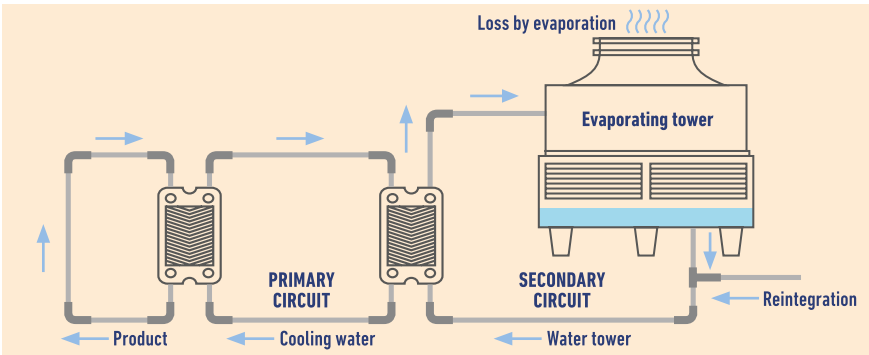 Loss by evaporation
Evaporating tower
PRIMARY
CIRCUIT
SECONDARY
CIRCUIT
Reintegration
Product
Cooling water
Water tower